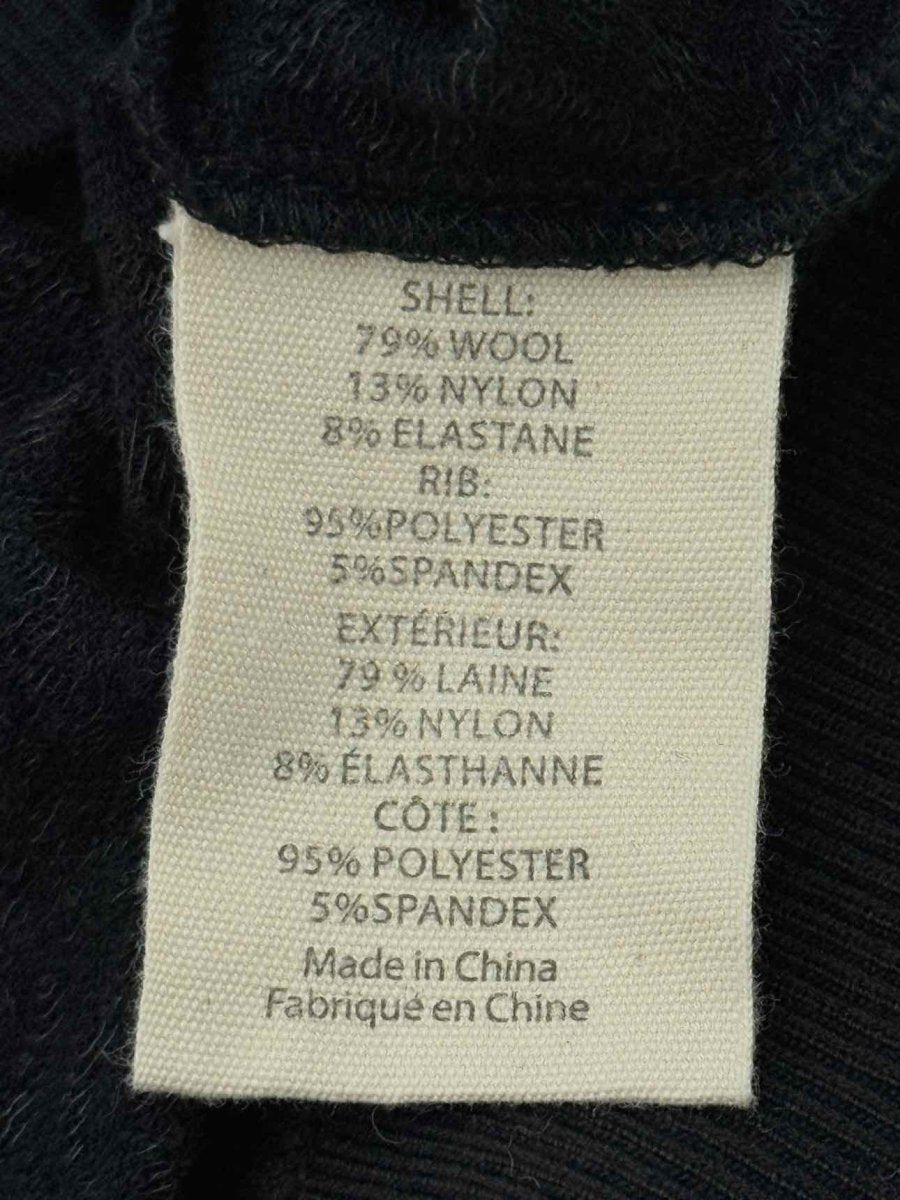 SHELL:
79% WOOL
13% NYLON
8% ELASTANE
RIB:
95%POLYESTER
5%SPANDEX
EXTÉRIEUR:
79 % LAINE
13% NYLON
8% ÉLASTHANNE
CÔTE :
95% POLYESTER
5%SPANDEX
Made in China
Fabriqué en Chine